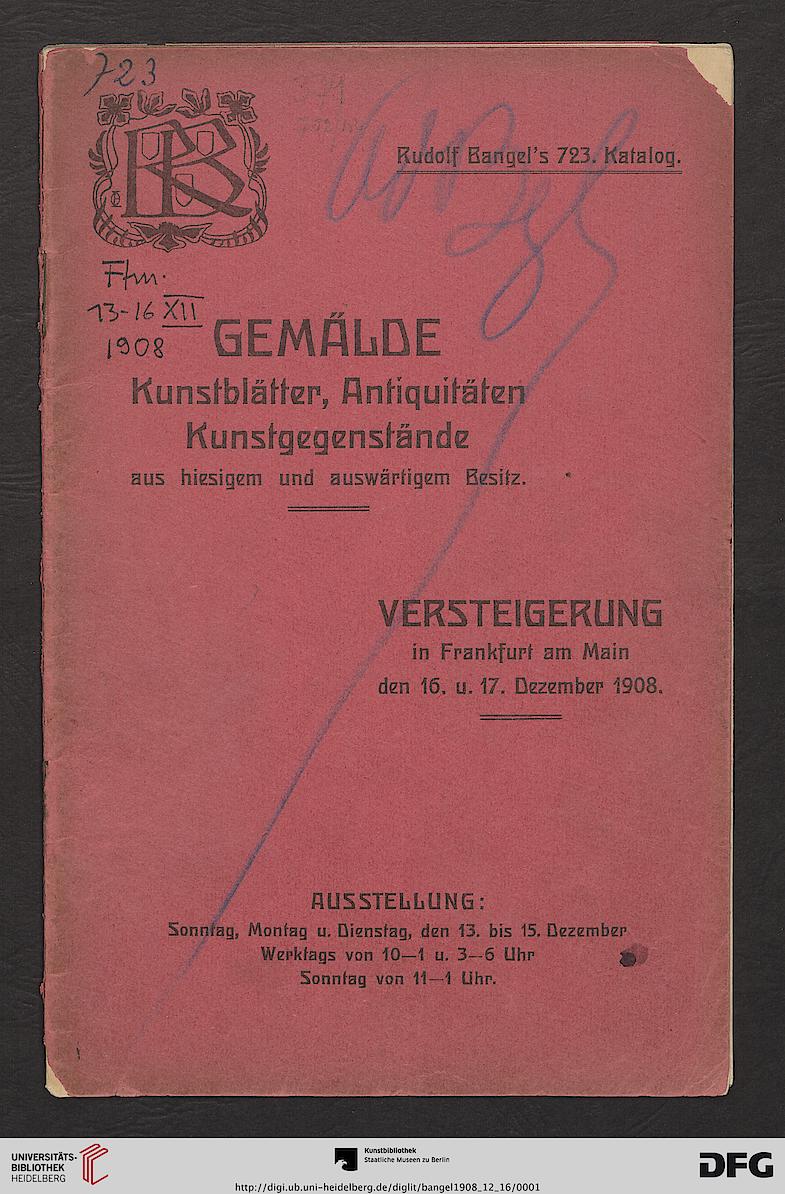 723
Rudolf Bangel's 723. Katalog.
Ffm.
13-16 XII
1908
GEMÄLDE
Kunstblätter, Antiquitäten
Kunstgegenstände
aus hiesigem und auswärtigem Besitz.
VERSTEIGERUNG
in Frankfurt am Main
den 16. u. 17. Dezember 1908.
AUSSTELLUNG:
Sonntag, Montag u. Dienstag, den 13. bis 15. Dezember
Werktags von 10—1 u. 3—6 Uhr
Sonntag von 11—1 Uhr.
UNIVERSITÄTS-
BIBLIOTHEK
HEIDELBERG
Kunstbibliothek
Staatliche Museen zu Berlin
DFG
http://digi.ub.uni-heidelberg.de/diglit/bangel1908_12_16/0001